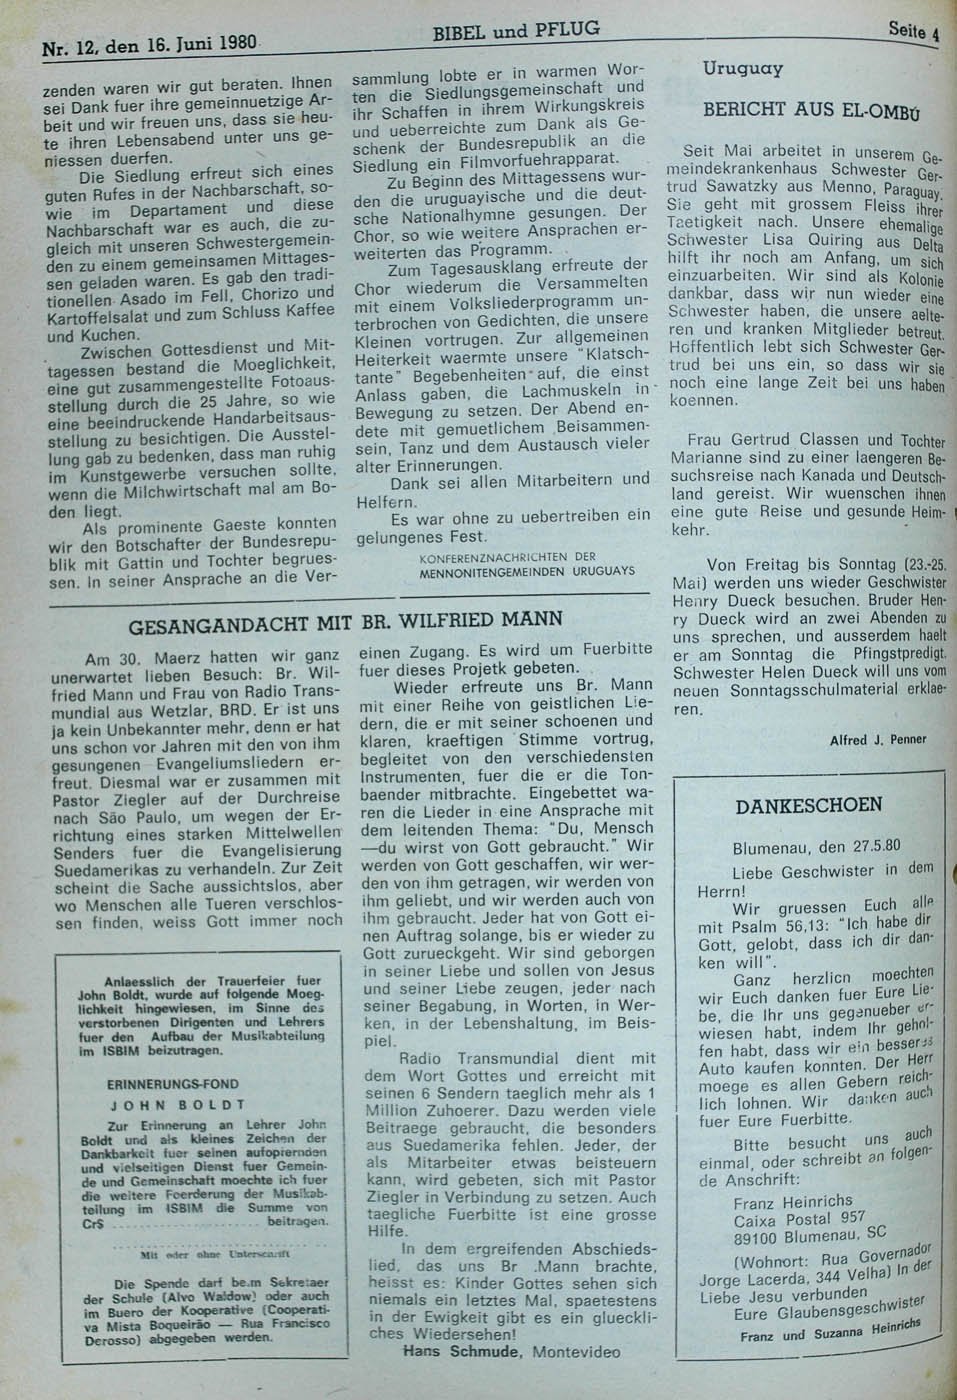 Nr. 12, den 16. Juni 1980
BIBEL und PFLUG
Seite 4
zenden waren wir gut beraten. Ihnen
sei Dank fuer ihre gemeinnuetzige Ar-
beit und wir freuen uns, dass sie heu-
te ihren Lebensabend unter uns ge-
niessen duerfen.
Die Siedlung erfreut sich eines
guten Rufes in der Nachbarschaft, so-
wie im Departament und diese
Nachbarschaft war es auch, die zu-
gleich mit unseren Schwestergemein-
den zu einem gemeinsamen Mittages-
sen geladen waren. Es gab den tradi-
tionellen Asado im Fell, Chorizo und
Kartoffelsalat und zum Schluss Kaffee
und Kuchen.
Zwischen Gottesdienst und Mit-
tagessen bestand die Moeglichkeit,
eine gut zusammengestellte Fotoaus-
stellung durch die 25 Jahre, so wie
eine beeindruckende Handarbeitsaus-
stellung zu besichtigen. Die Ausstel-
lung gab zu bedenken, dass man ruhig
im Kunstgewerbe versuchen sollte,
wenn die Milchwirtschaft mal am Bo-
den liegt.
Als prominente Gaeste konnten
wir den Botschafter der Bundesrepu-
blik mit Gattin und Tochter begrues-
sen. In seiner Ansprache an die Ver-
sammlung lobte er in warmen Wor-
ten die Siedlungsgemeinschaft und
ihr Schaffen in ihrem Wirkungskreis
und ueberreichte zum Dank als Ge-
schenk der Bundesrepublik an die
Siedlung ein Filmvorfuehrapparat.
Zu Beginn des Mittagessens wur-
den die uruguayische und die deut-
sche Nationalhymne gesungen. Der
Chor, so wie weitere Ansprachen er-
weiterten das Programm.
Zum Tagesausklang erfreute der
Chor wiederum die Versammelten
mit einem Volksliederprogramm un-
terbrochen von Gedichten, die unsere
Kleinen vortrugen. Zur allgemeinen
Heiterkeit waermte unsere "Klatsch-
tante" Begebenheiten auf, die einst
Anlass gaben, die Lachmuskeln in
Bewegung zu setzen. Der Abend en-
dete mit gemuetlichem Beisammen-
sein, Tanz und dem Austausch vieler
alter Erinnerungen.
Dank sei allen Mitarbeitern und
Helfern.
Es war ohne zu uebertreiben ein
gelungenes Fest.
KONFERENZNACHRICHTEN DER
MENNONITENGEMEINDEN URUGUAYS
Uruguay
BERICHT AUS EL-OMBÚ
Seit Mai arbeitet in unserem Ge-
meindekrankenhaus Schwester Ger-
trud Sawatzky aus Menno, Paraguay.
Sie geht mit grossem Fleiss ihrer
Taetigkeit nach. Unsere ehemalige
Schwester Lisa Quiring aus Delta
hilft ihr noch am Anfang, um sich
einzuarbeiten. Wir sind als Kolonie
dankbar, dass wir nun wieder eine
Schwester haben, die unsere aelte-
ren und kranken Mitglieder betreut.
Hoffentlich lebt sich Schwester Ger-
trud bei uns ein, so dass wir sie
noch eine lange Zeit bei uns haben
koennen.
Frau Gertrud Classen und Tochter
Marianne sind zu einer laengeren Be-
suchsreise nach Kanada und Deutsch-
land gereist. Wir wuenschen ihnen
eine gute Reise und gesunde Heim-
kehr.
Von Freitag bis Sonntag (23.-25.
Mai) werden uns wieder Geschwister
Henry Dueck besuchen. Bruder Hen-
ry Dueck wird an zwei Abenden zu
uns sprechen, und ausserdem haelt
er am Sonntag die Pfingstpredigt.
Schwester Helen Dueck will uns vom
neuen Sonntagsschulmaterial erklae-
ren.
Alfred J. Penner
GESANGANDACHT MIT BR. WILFRIED MANN
Am 30. Maerz hatten wir ganz
unerwartet lieben Besuch: Br. Wil-
fried Mann und Frau von Radio Trans-
mundial aus Wetzlar, BRD. Er ist uns
ja kein Unbekannter mehr, denn er hat
uns schon vor Jahren mit den von ihm
gesungenen Evangeliumsliedern er-
freut. Diesmal war er zusammen mit
Pastor Ziegler auf der Durchreise
nach São Paulo, um wegen der Er-
richtung eines starken Mittelwellen
Senders fuer die Evangelisierung
Suedamerikas zu verhandeln. Zur Zeit
scheint die Sache aussichtslos, aber
wo Menschen alle Tueren verschlos-
sen finden, weiss Gott immer noch
einen Zugang. Es wird um Fuerbitte
fuer dieses Projetk gebeten.
Wieder erfreute uns Br. Mann
mit einer Reihe von geistlichen Lie-
dern, die er mit seiner schoenen und
klaren, kraeftigen Stimme vortrug,
begleitet von den verschiedensten
Instrumenten, fuer die er die Ton-
baender mitbrachte. Eingebettet wa-
ren die Lieder in eine Ansprache mit
dem leitenden Thema: "Du, Mensch
—du wirst von Gott gebraucht." Wir
werden von Gott geschaffen, wir wer-
den von ihm getragen, wir werden von
ihm geliebt, und wir werden auch von
ihm gebraucht. Jeder hat von Gott ei-
nen Auftrag solange, bis er wieder zu
Gott zurueckgeht. Wir sind geborgen
in seiner Liebe und sollen von Jesus
und seiner Liebe zeugen, jeder nach
seiner Begabung, in Worten, in Wer-
ken, in der Lebenshaltung, im Beis-
piel.
Radio Transmundial dient mit
dem Wort Gottes und erreicht mit
seinen 6 Sendern taeglich mehr als 1
Million Zuhoerer. Dazu werden viele
Beitraege gebraucht, die besonders
aus Suedamerika fehlen. Jeder, der
als Mitarbeiter etwas beisteuern
kann, wird gebeten, sich mit Pastor
Ziegler in Verbindung zu setzen. Auch
taegliche Fuerbitte ist eine grosse
Hilfe.
In dem ergreifenden Abschieds-
lied, das uns Br .Mann brachte,
heisst es: Kinder Gottes sehen sich
niemals ein letztes Mal, spaetestens
in der Ewigkeit gibt es ein glueckli-
ches Wiedersehen!
Hans Schmude, Montevideo
Anlaesslich der Trauerfeier fuer
John Boldt, wurde auf folgende Moeg-
lichkeit hingewiesen, im Sinne des
verstorbenen Dirigenten und Lehrers
fuer den Aufbau der Musikabteilung
im ISBIM beizutragen.
ERINNERUNGS-FOND
JOHN BOLDT
Zur Erinnerung an Lehrer John
Boldt und als kleines Zeichen der
Dankbarkeit fuer seinen aufopfernden
und vielseitigen Dienst fuer Gemein-
de und Gemeinschaft moechte ich fuer
die weitere Foerderung der Musikab-
teilung im ISBIM die Summe von
Cr$ ........................ beitragen.
Mit oder ohne Unterschrift
Die Spende darf beim Sekretaer
der Schule (Alvo Waldow) oder auch
im Buero der Kooperative (Cooperati-
va Mista Boqueirão — Rua Francisco
Derosso) abgegeben werden.
DANKESCHOEN
Blumenau, den 27.5.80
Liebe Geschwister in dem
Herrn!
Wir gruessen Euch alle
mit Psalm 56,13: "Ich habe dir
Gott, gelobt, dass ich dir dan-
ken will".
Ganz herzlich moechten
wir Euch danken fuer Eure Lie-
be, die Ihr uns gegenueber er-
wiesen habt, indem Ihr gehol-
fen habt, dass wir ein besseres
Auto kaufen konnten. Der Herr
moege es allen Gebern reich-
lich lohnen. Wir danken auch
fuer Eure Fuerbitte.
Bitte besucht uns auch
einmal, oder schreibt an folgen-
de Anschrift:
Franz Heinrichs
Caixa Postal 957
89100 Blumenau, SC
(Wohnort: Rua Governador
Jorge Lacerda, 344 Velha) In der
Liebe Jesu verbunden
Eure Glaubensgeschwister
Franz und Suzanna Heinrichs